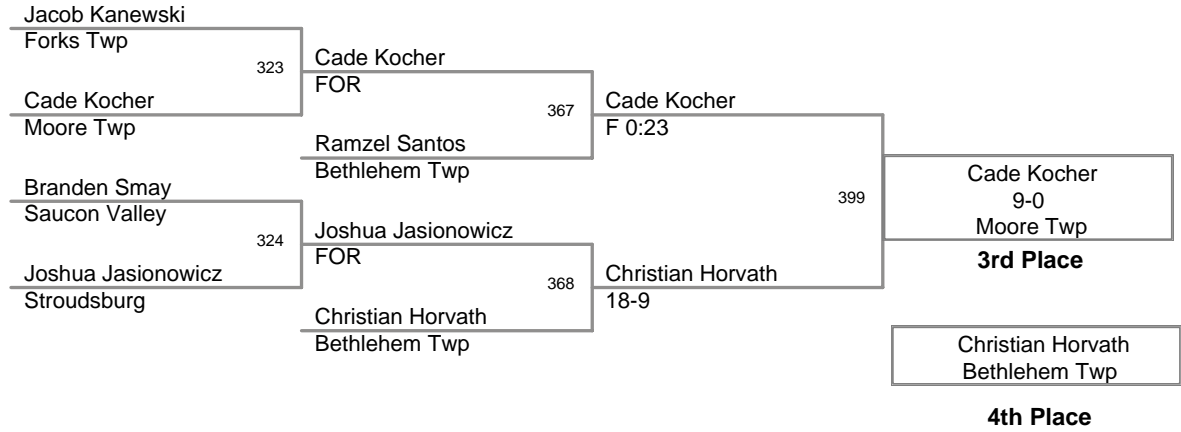 Jacob Kanewski
Forks Twp
323
Cade Kocher
Moore Twp
Cade Kocher
FOR
367
Ramzel Santos
Bethlehem Twp
Branden Smay
Saucon Valley
324
Joshua Jasionowicz
Stroudsburg
Joshua Jasionowicz
FOR
368
Christian Horvath
Bethlehem Twp
Cade Kocher
F 0:23
399
Christian Horvath
18-9
Cade Kocher
9-0
Moore Twp
3rd Place
Christian Horvath
Bethlehem Twp
4th Place